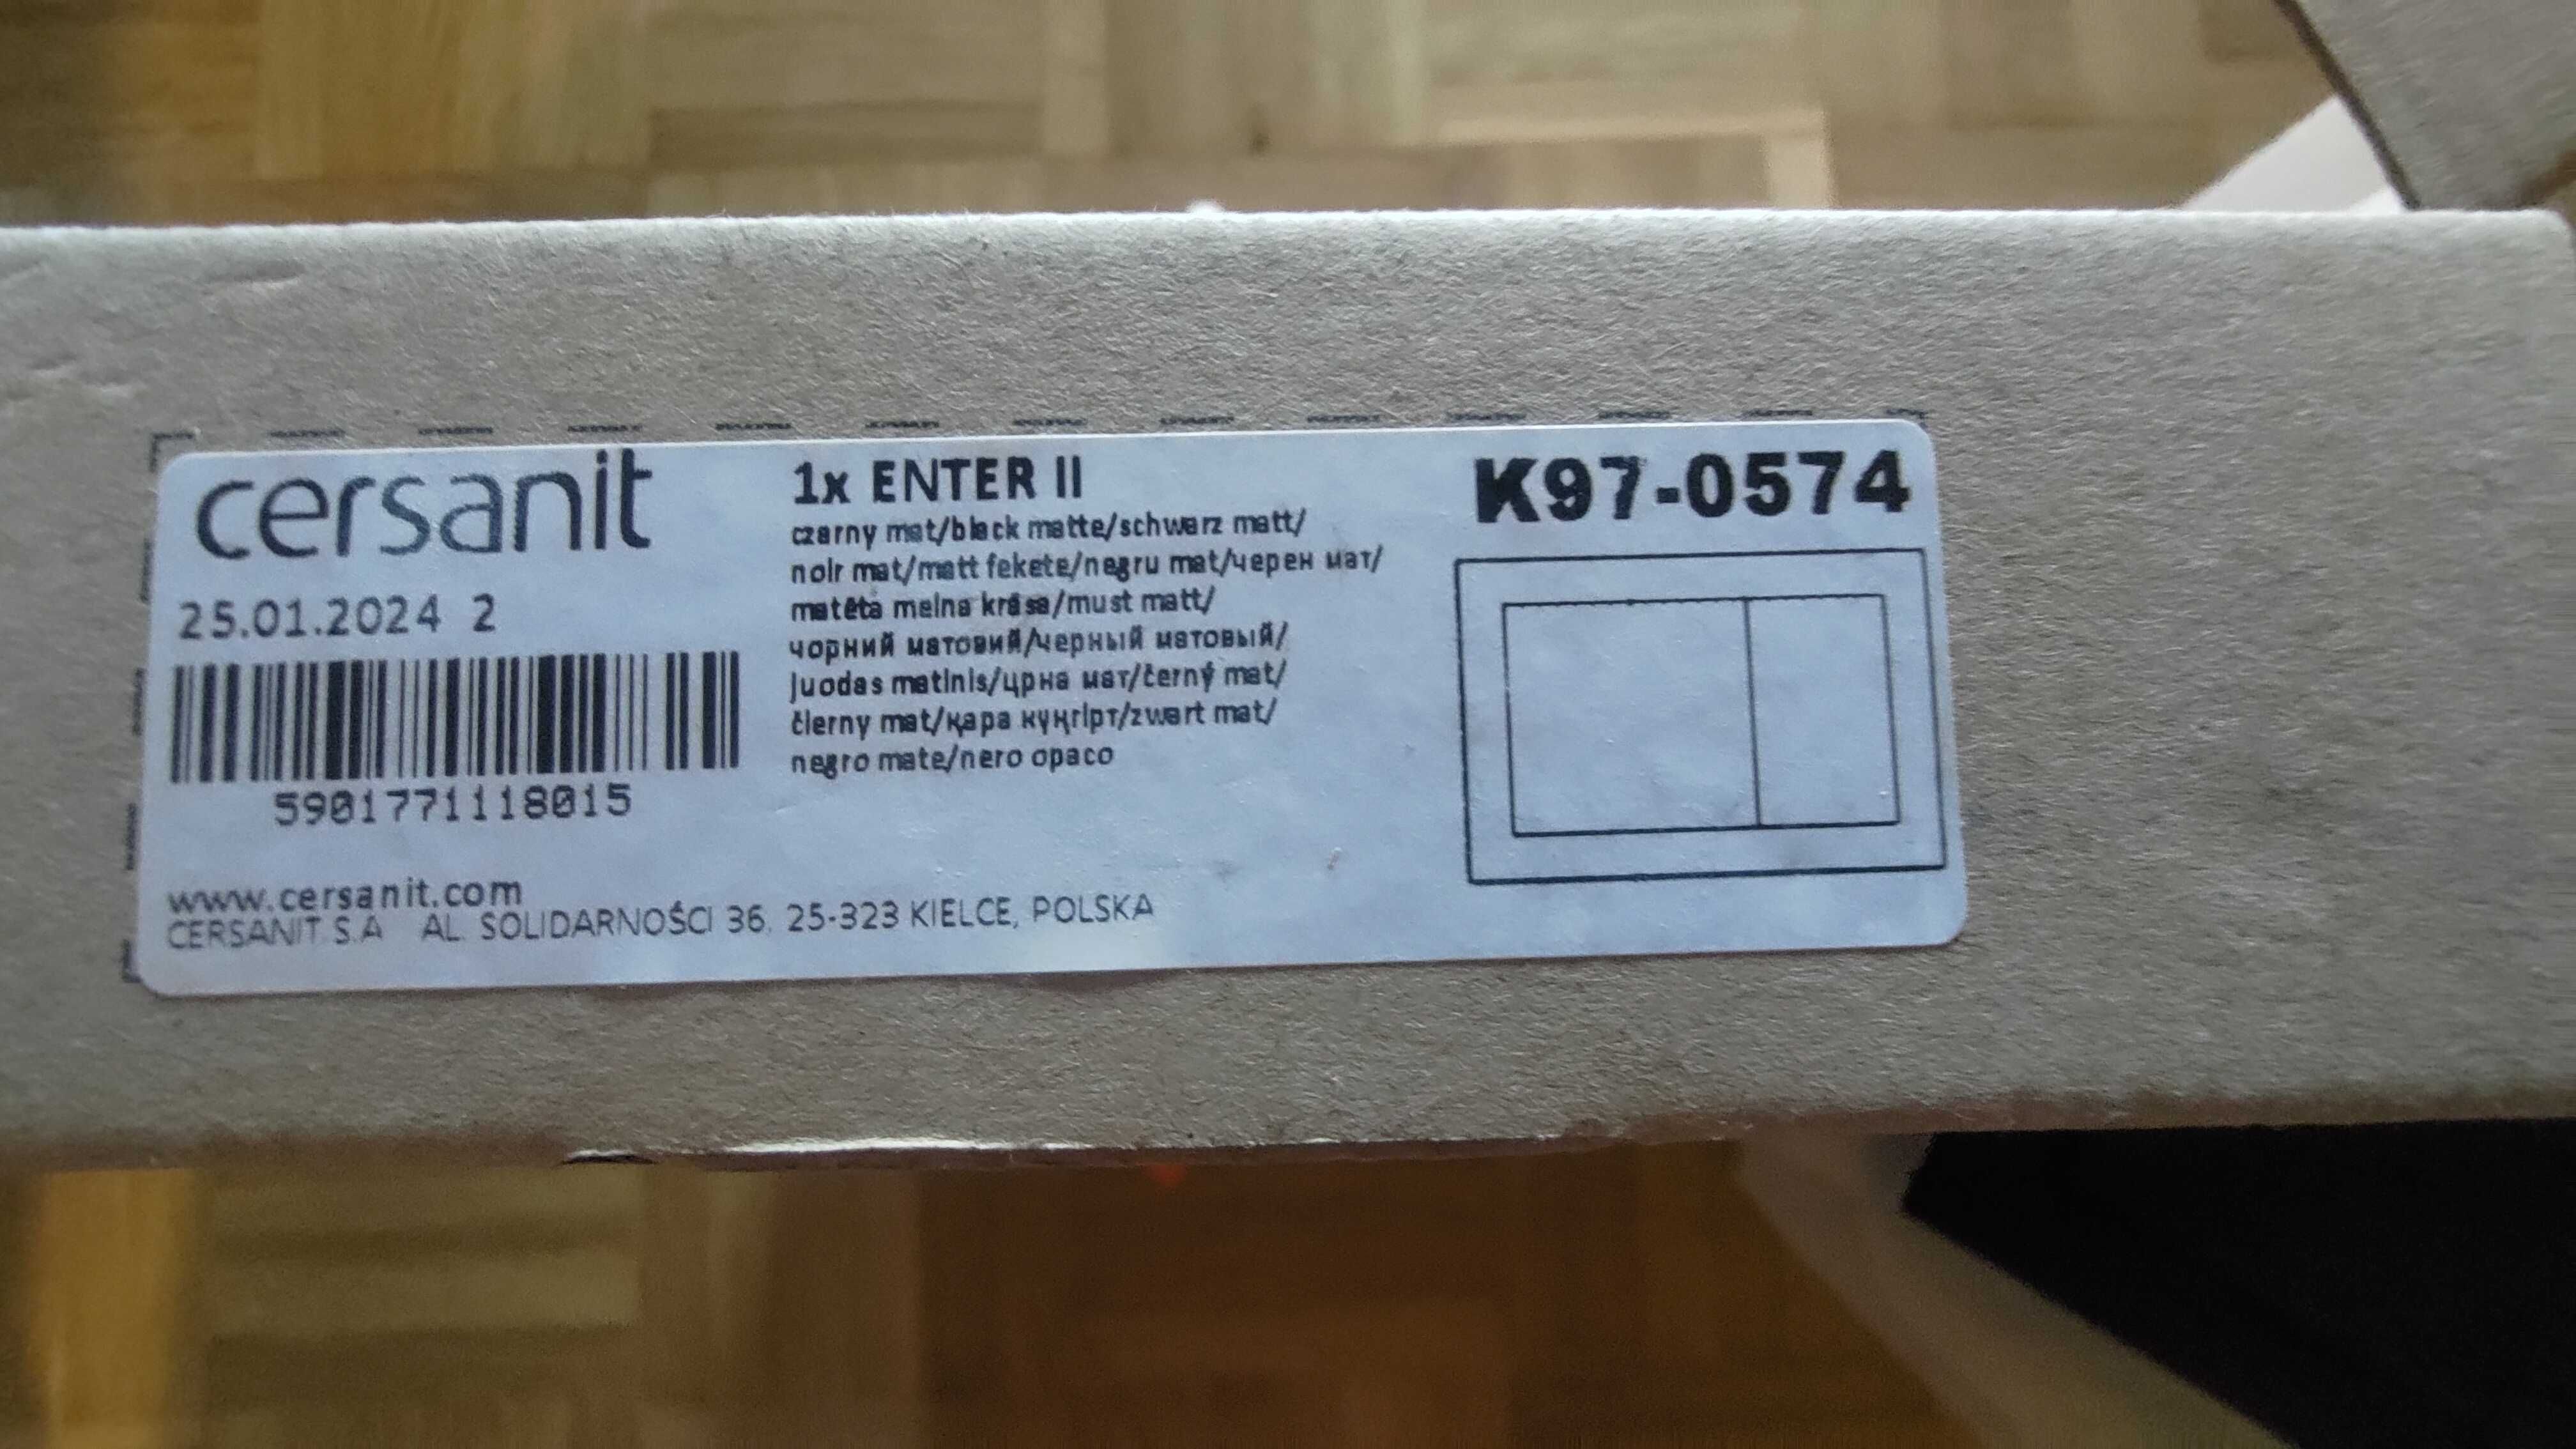 cersanit
25.01.2024 2
5901771118015
1x ENTER II
czarny mat/black matte/schwarz matt/
noir mat/matt fekete/negru mat/черен мат/
matēta melna krāsa/must matt/
чорний матовий/черный матовый/
juodas matinis/црна мат/černý mat/
čierny mat/қара күңгірт/zwart mat/
negro mate/nero opaco
K97-0574
www.cersanit.com
CERSANIT S.A AL. SOLIDARNOŚCI 36, 25-323 KIELCE, POLSKA